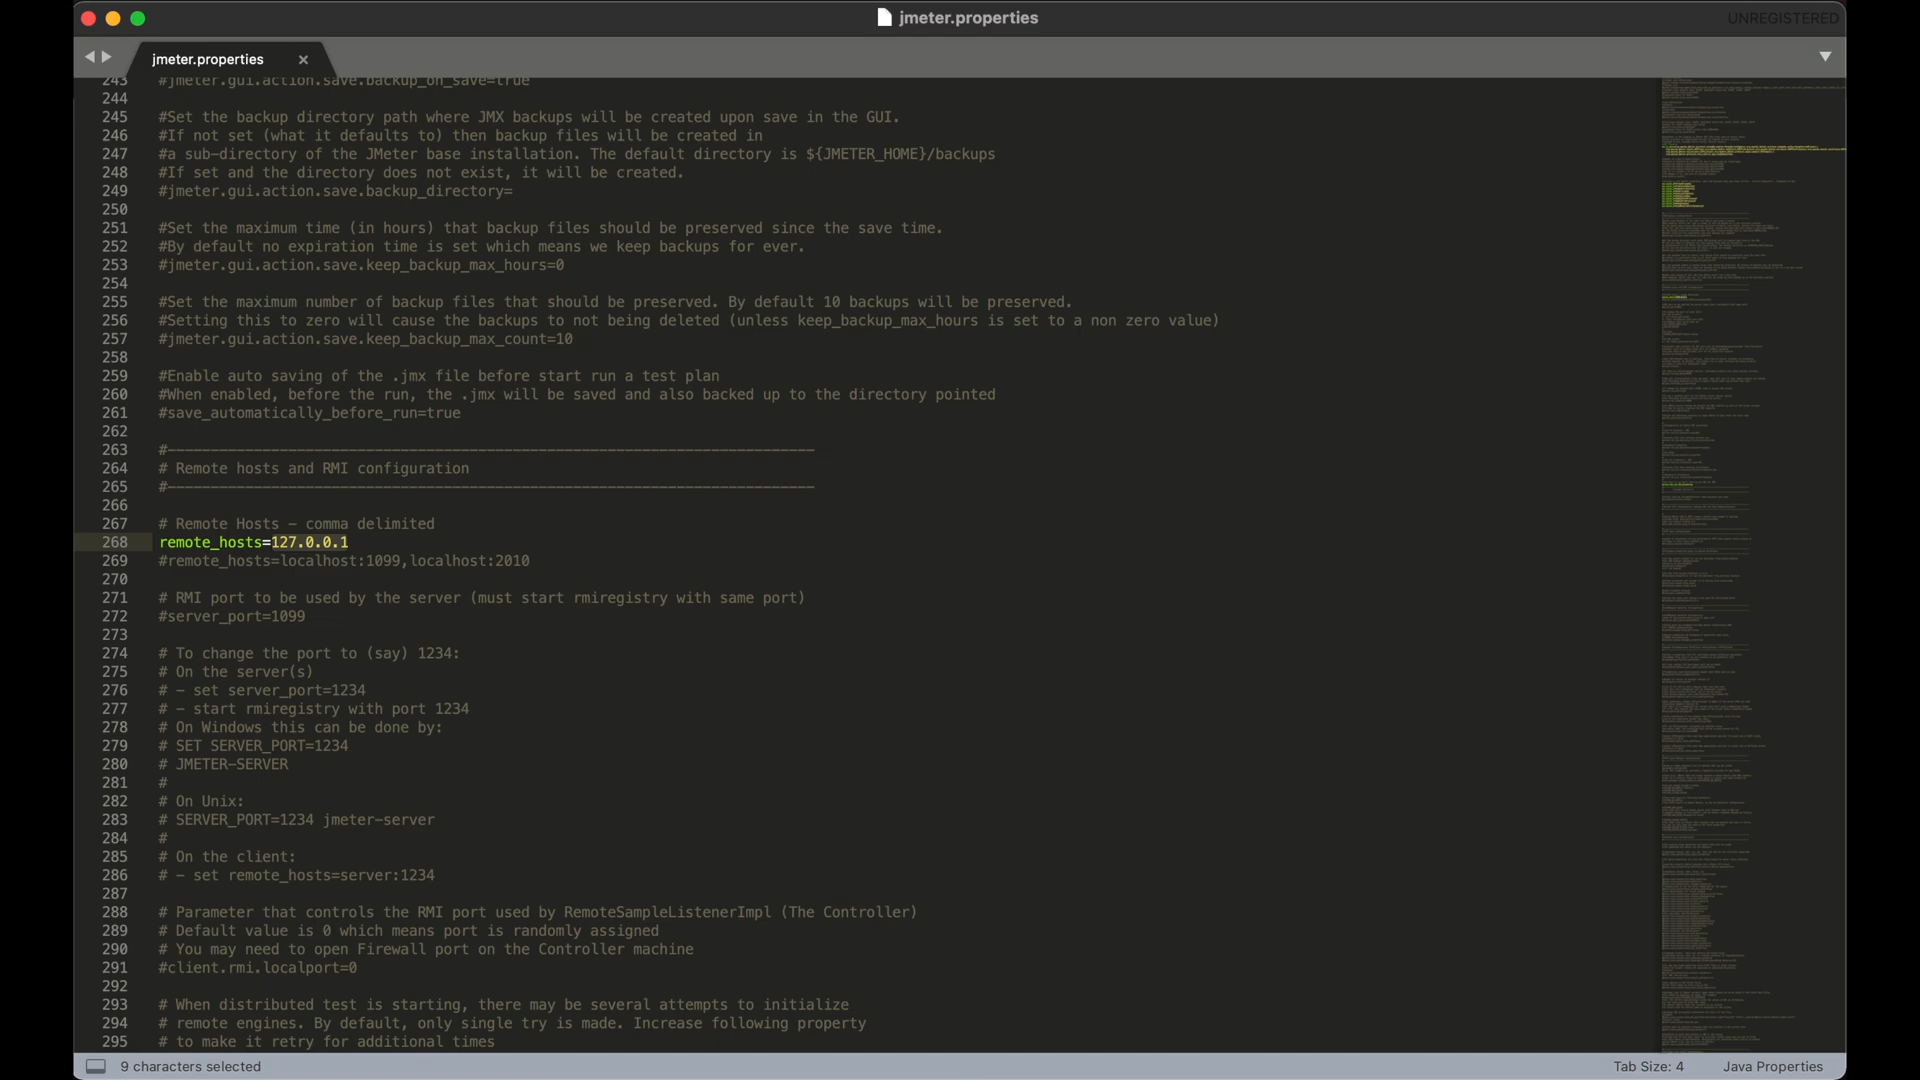 jmeter.properties
UNREGISTERED
jmeter.properties ×
243 #jmeter.gui.action.save.backup_on_save=true
244
245 #Set the backup directory path where JMX backups will be created upon save in the GUI.
246 #If not set (what it defaults to) then backup files will be created in
247 #a sub-directory of the JMeter base installation. The default directory is ${JMETER_HOME}/backups
248 #If set and the directory does not exist, it will be created.
249 #jmeter.gui.action.save.backup_directory=
250
251 #Set the maximum time (in hours) that backup files should be preserved since the save time.
252 #By default no expiration time is set which means we keep backups for ever.
253 #jmeter.gui.action.save.keep_backup_max_hours=0
254
255 #Set the maximum number of backup files that should be preserved. By default 10 backups will be preserved.
256 #Setting this to zero will cause the backups to not being deleted (unless keep_backup_max_hours is set to a non zero value)
257 #jmeter.gui.action.save.keep_backup_max_count=10
258
259 #Enable auto saving of the .jmx file before start run a test plan
260 #When enabled, before the run, the .jmx will be saved and also backed up to the directory pointed
261 #save_automatically_before_run=true
262
263 #---------------------------------------------------------------------------
264 # Remote hosts and RMI configuration
265 #---------------------------------------------------------------------------
266
267 # Remote Hosts - comma delimited
268 remote_hosts=127.0.0.1
269 #remote_hosts=localhost:1099,localhost:2010
270
271 # RMI port to be used by the server (must start rmiregistry with same port)
272 #server_port=1099
273
274 # To change the port to (say) 1234:
275 # On the server(s)
276 # - set server_port=1234
277 # - start rmiregistry with port 1234
278 # On Windows this can be done by:
279 # SET SERVER_PORT=1234
280 # JMETER-SERVER
281 #
282 # On Unix:
283 # SERVER_PORT=1234 jmeter-server
284 #
285 # On the client:
286 # - set remote_hosts=server:1234
287
288 # Parameter that controls the RMI port used by RemoteSampleListenerImpl (The Controller)
289 # Default value is 0 which means port is randomly assigned
290 # You may need to open Firewall port on the Controller machine
291 #client.rmi.localport=0
292
293 # When distributed test is starting, there may be several attempts to initialize
294 # remote engines. By default, only single try is made. Increase following property
295 # to make it retry for additional times
9 characters selected
Tab Size: 4
Java Properties